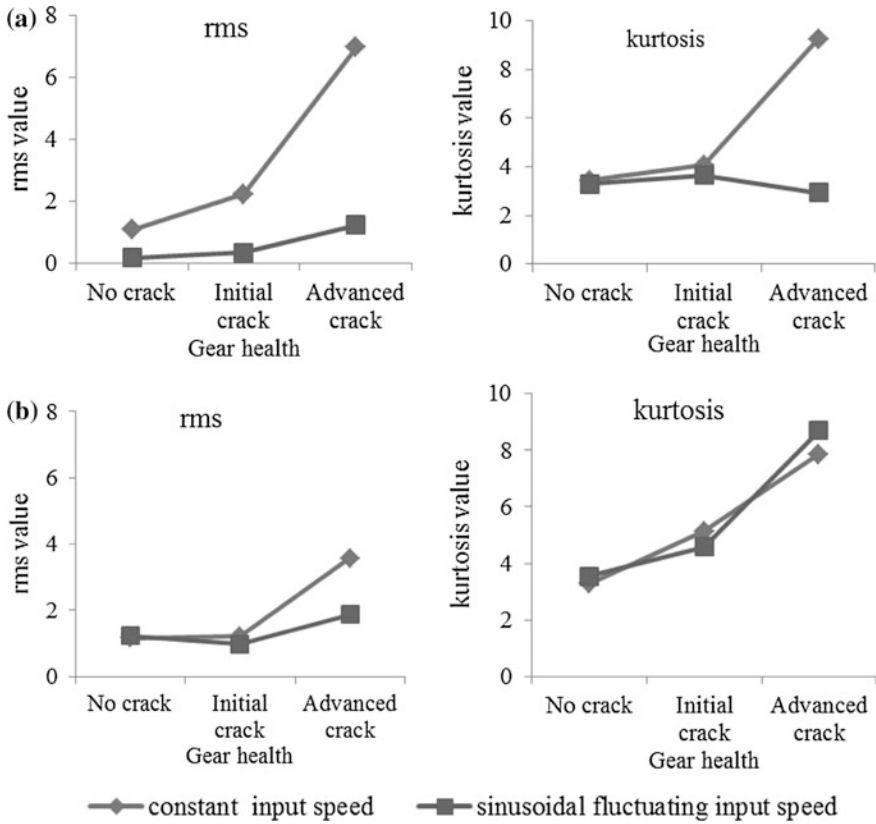 (a)
rms
8
6
4
2
0
rms value
No crack
Initial
crack
Advanced
crack
Gear health
kurtosis
10
8
6
4
2
0
kurtosis value
No crack
Initial
crack
Advanced
crack
Gear health
(b)
rms
8
6
4
2
0
rms value
No crack
Initial
crack
Advanced
crack
Gear health
kurtosis
10
8
6
4
2
0
kurtosis value
No crack
Initial
crack
Advanced
crack
Gear health
constant input speed
sinusoidal fluctuating input speed